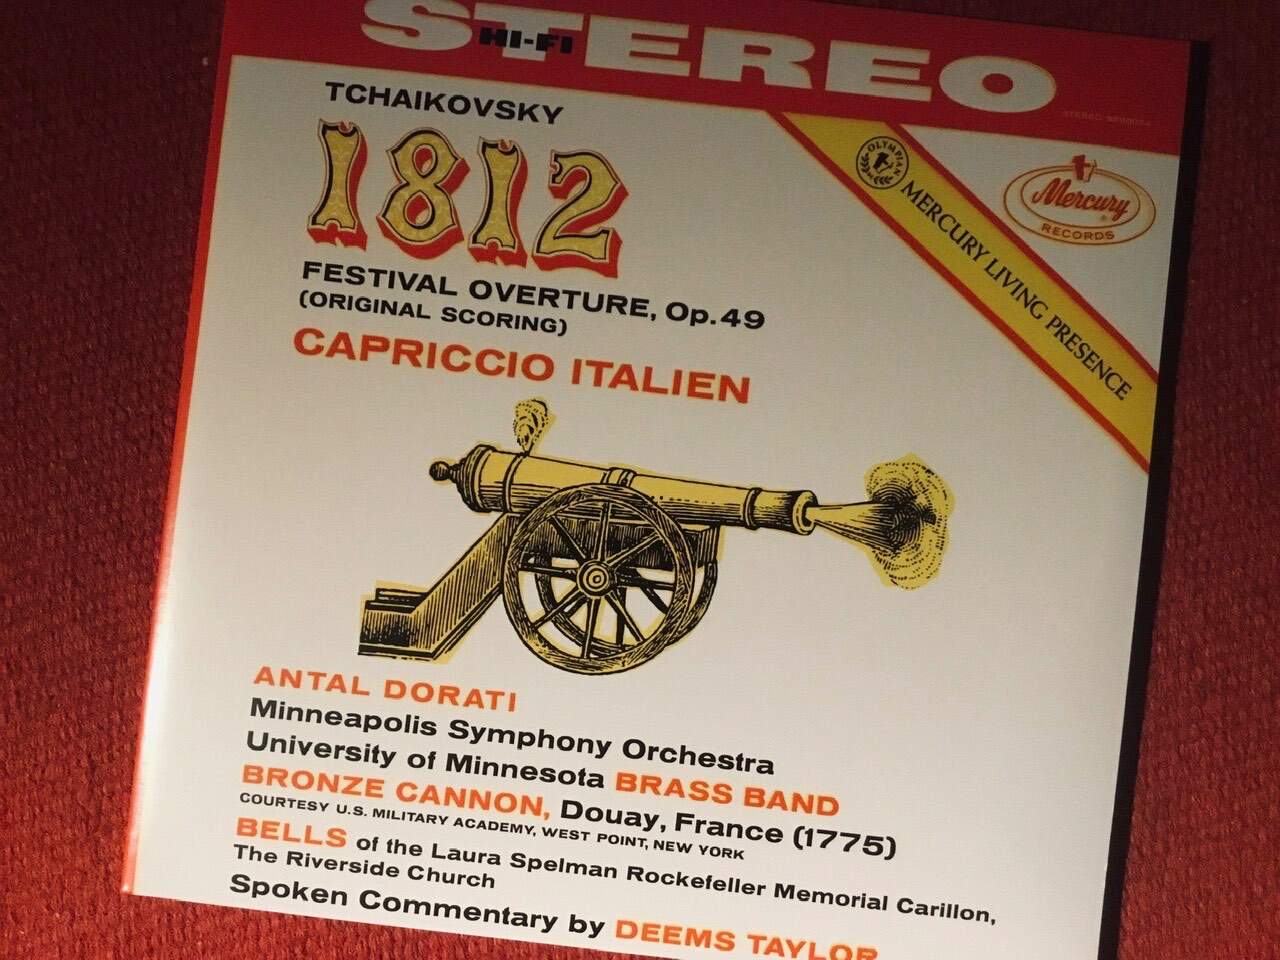 STEREO
HI-FI
TCHAIKOVSKY
1812
FESTIVAL OVERTURE, Op.49
(ORIGINAL SCORING)
CAPRICCIO ITALIEN
OLYMPIAN
MERCURY LIVING PRESENCE
Mercury
RECORDS
ANTAL DORATI
Minneapolis Symphony Orchestra
University of Minnesota BRASS BAND
BRONZE CANNON, Douay, France (1775)
COURTESY U.S. MILITARY ACADEMY, WEST POINT, NEW YORK
BELLS of the Laura Spelman Rockefeller Memorial Carillon,
The Riverside Church
Spoken Commentary by DEEMS TAYLOR